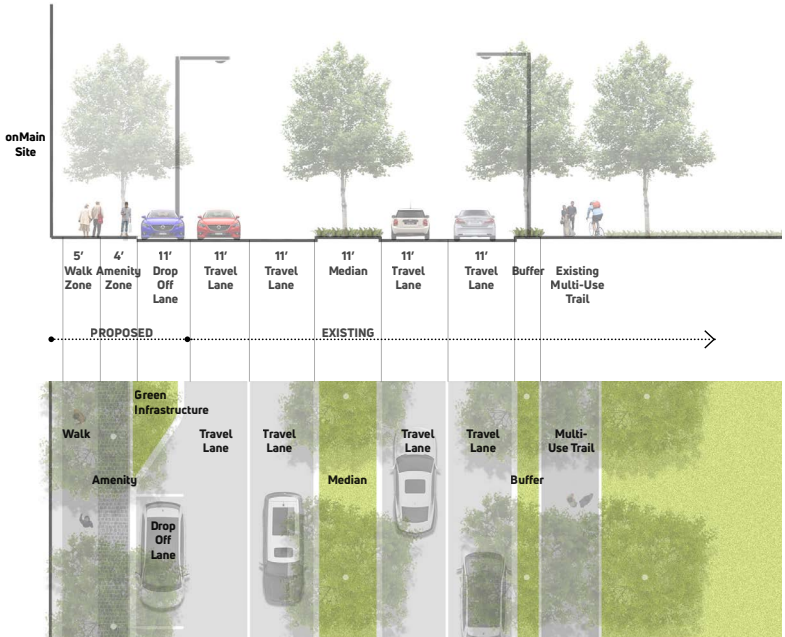 onMain
Site
5’
Walk
Zone
4’
Amenity
Zone
11’
Drop
Off
Lane
11’
Travel
Lane
11’
Travel
Lane
11’
Median
11’
Travel
Lane
11’
Travel
Lane
Buffer
Existing
Multi-Use
Trail
PROPOSED
EXISTING
Green
Infrastructure
Walk
Travel
Lane
Travel
Lane
Travel
Lane
Travel
Lane
Multi-
Use Trail
Amenity
Median
Buffer
Drop
Off
Lane